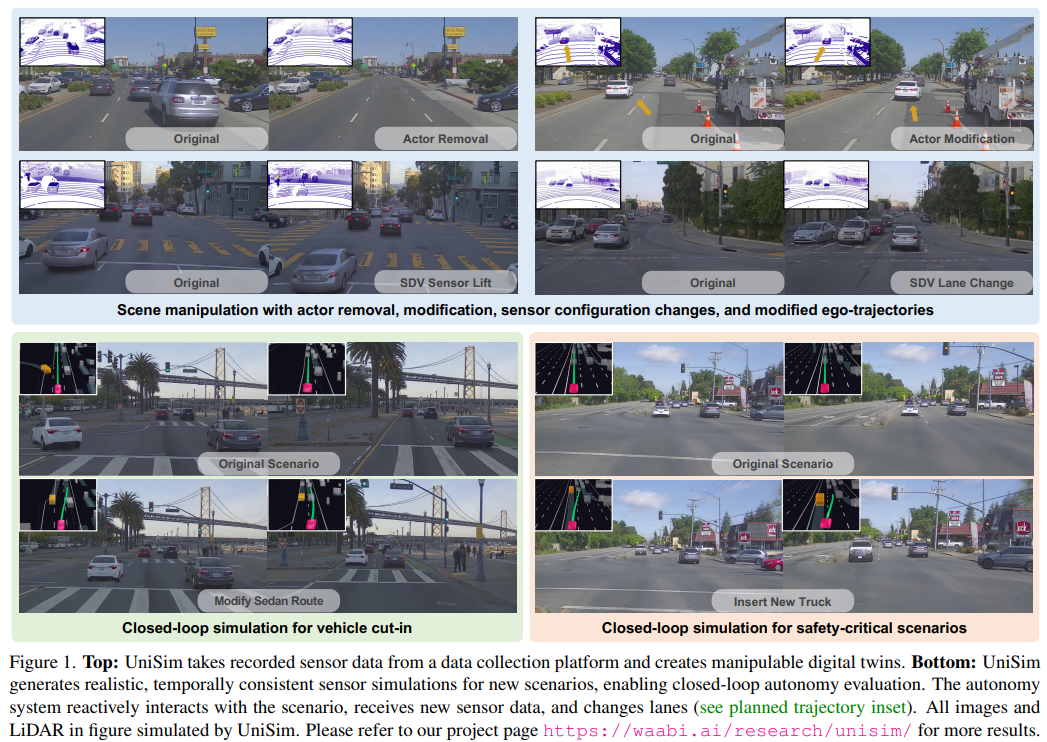 Original
Actor Removal
Original
Actor Modification
Original
SDV Sensor Lift
Original
SDV Lane Change
Scene manipulation with actor removal, modification, sensor configuration changes, and modified ego-trajectories
Original Scenario
Modify Sedan Route
Closed-loop simulation for vehicle cut-in
Original Scenario
Insert New Truck
Closed-loop simulation for safety-critical scenarios
Figure 1. Top: UniSim takes recorded sensor data from a data collection platform and creates manipulable digital twins. Bottom: UniSim
generates realistic, temporally consistent sensor simulations for new scenarios, enabling closed-loop autonomy evaluation. The autonomy
system reactively interacts with the scenario, receives new sensor data, and changes lanes (see planned trajectory inset). All images and
LiDAR in figure simulated by UniSim. Please refer to our project page https://waabi.ai/research/unisim/ for more results.